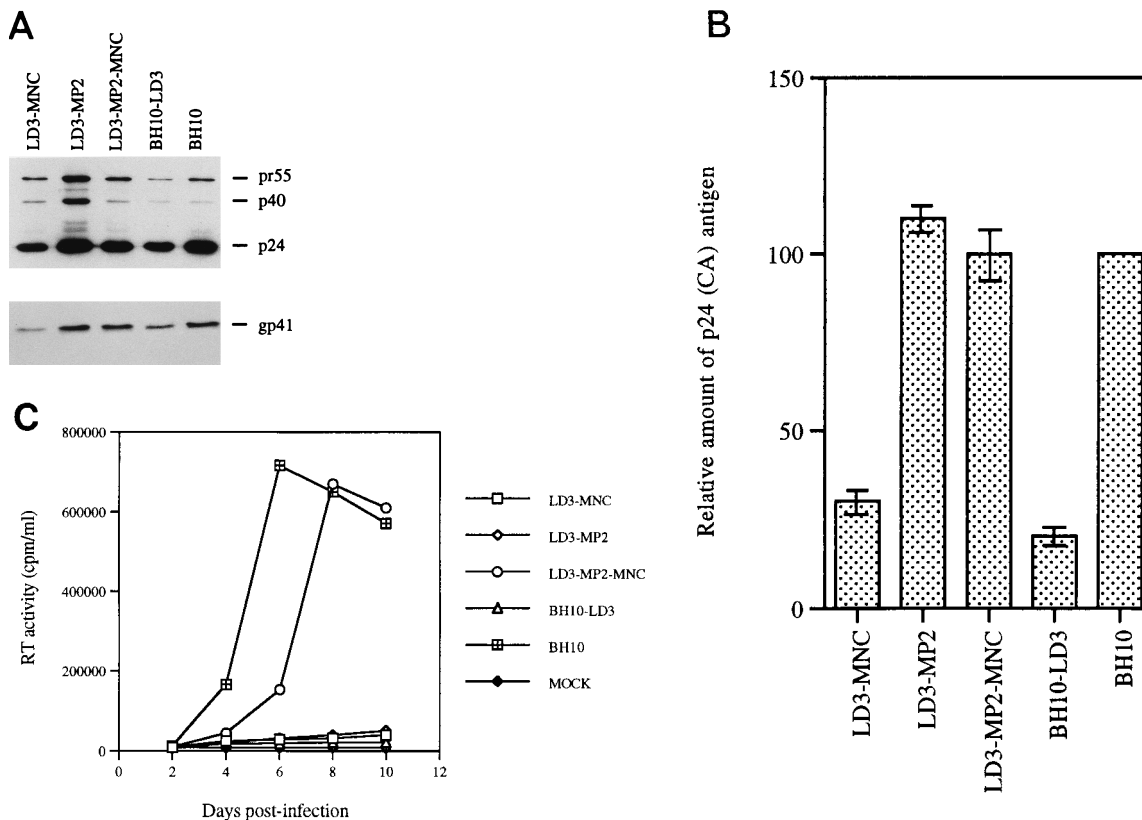 A
LD3-MNC
LD3-MP2
LD3-MP2-MNC
BH10-LD3
BH10
pr55
p40
p24
gp41
B
Relative amount of p24 (CA) antigen
150
100
50
0
LD3-MNC
LD3-MP2
LD3-MP2-MNC
BH10-LD3
BH10
C
RT activity (cpm/ml)
800000
600000
400000
200000
0
0 2 4 6 8 10 12
Days post-infection
LD3-MNC
LD3-MP2
LD3-MP2-MNC
BH10-LD3
BH10
MOCK